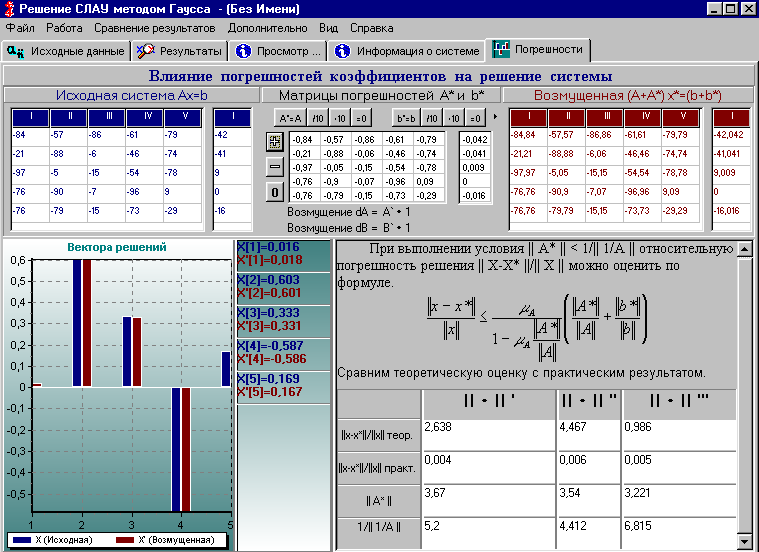 Решение СЛАУ методом Гаусса - (Без Имени)
Файл Работа Сравнение результатов Дополнительно Вид Справка
Исходные данные Результаты Просмотр ... Информация о системе Погрешности
Влияние погрешностей коэффициентов на решение системы
Исходная система Ax=b
I II III IV V I
-84 -57 -86 -61 -79 -42
-21 -88 -6 -46 -74 -41
-97 -5 -15 -54 -78 9
-76 -90 -7 -96 9 0
-76 -79 -15 -73 -29 -16
Матрицы погрешностей A* и b*
A*=A /10 ·10 =0 b*=b /10 ·10 =0
-0,84 -0,57 -0,86 -0,61 -0,79 -0,042
-0,21 -0,88 -0,06 -0,46 -0,74 -0,041
-0,97 -0,05 -0,15 -0,54 -0,78 0,009
-0,76 -0,9 -0,07 -0,96 0,09 0
-0,76 -0,79 -0,15 -0,73 -0,29 -0,016
0
Возмущение dA = A` * 1
Возмущение dB = B` * 1
Возмущенная (A+A*) x*=(b+b*)
I II III IV V I
-84,84 -57,57 -86,86 -61,61 -79,79 -42,042
-21,21 -88,88 -6,06 -46,46 -74,74 -41,041
-97,97 -5,05 -15,15 -54,54 -78,78 9,009
-76,76 -90,9 -7,07 -96,96 9,09 0
-76,76 -79,79 -15,15 -73,73 -29,29 -16,016
Вектора решений
0,6
0,5
0,4
0,3
0,2
0,1
0
-0,1
-0,2
-0,3
-0,4
-0,5
1 2 3 4 5
X (Исходная) X' (Возмущенная)
X[1]=0,016
X'[1]=0,018
X[2]=0,603
X'[2]=0,601
X[3]=0,333
X'[3]=0,331
X[4]=-0,587
X'[4]=-0,586
X[5]=0,169
X'[5]=0,167
При выполнении условия || A* || < 1/|| 1/A || относительную
погрешность решения || X-X* ||/|| X || можно оценить по
формуле.
||x − x*|| / ||x|| ≤ μA / (1 − μA ||A*|| / ||A||) (||A*|| / ||A|| + ||b*|| / ||b||)
Сравним теоретическую оценку с практическим результатом.
|| * || ' || * || '' || * || '''
||x-x*||/||x|| теор. 2,638 4,467 0,986
||x-x*||/||x|| практ. 0,004 0,006 0,005
|| A* || 3,67 3,54 3,221
1/|| 1/A || 5,2 4,412 6,815